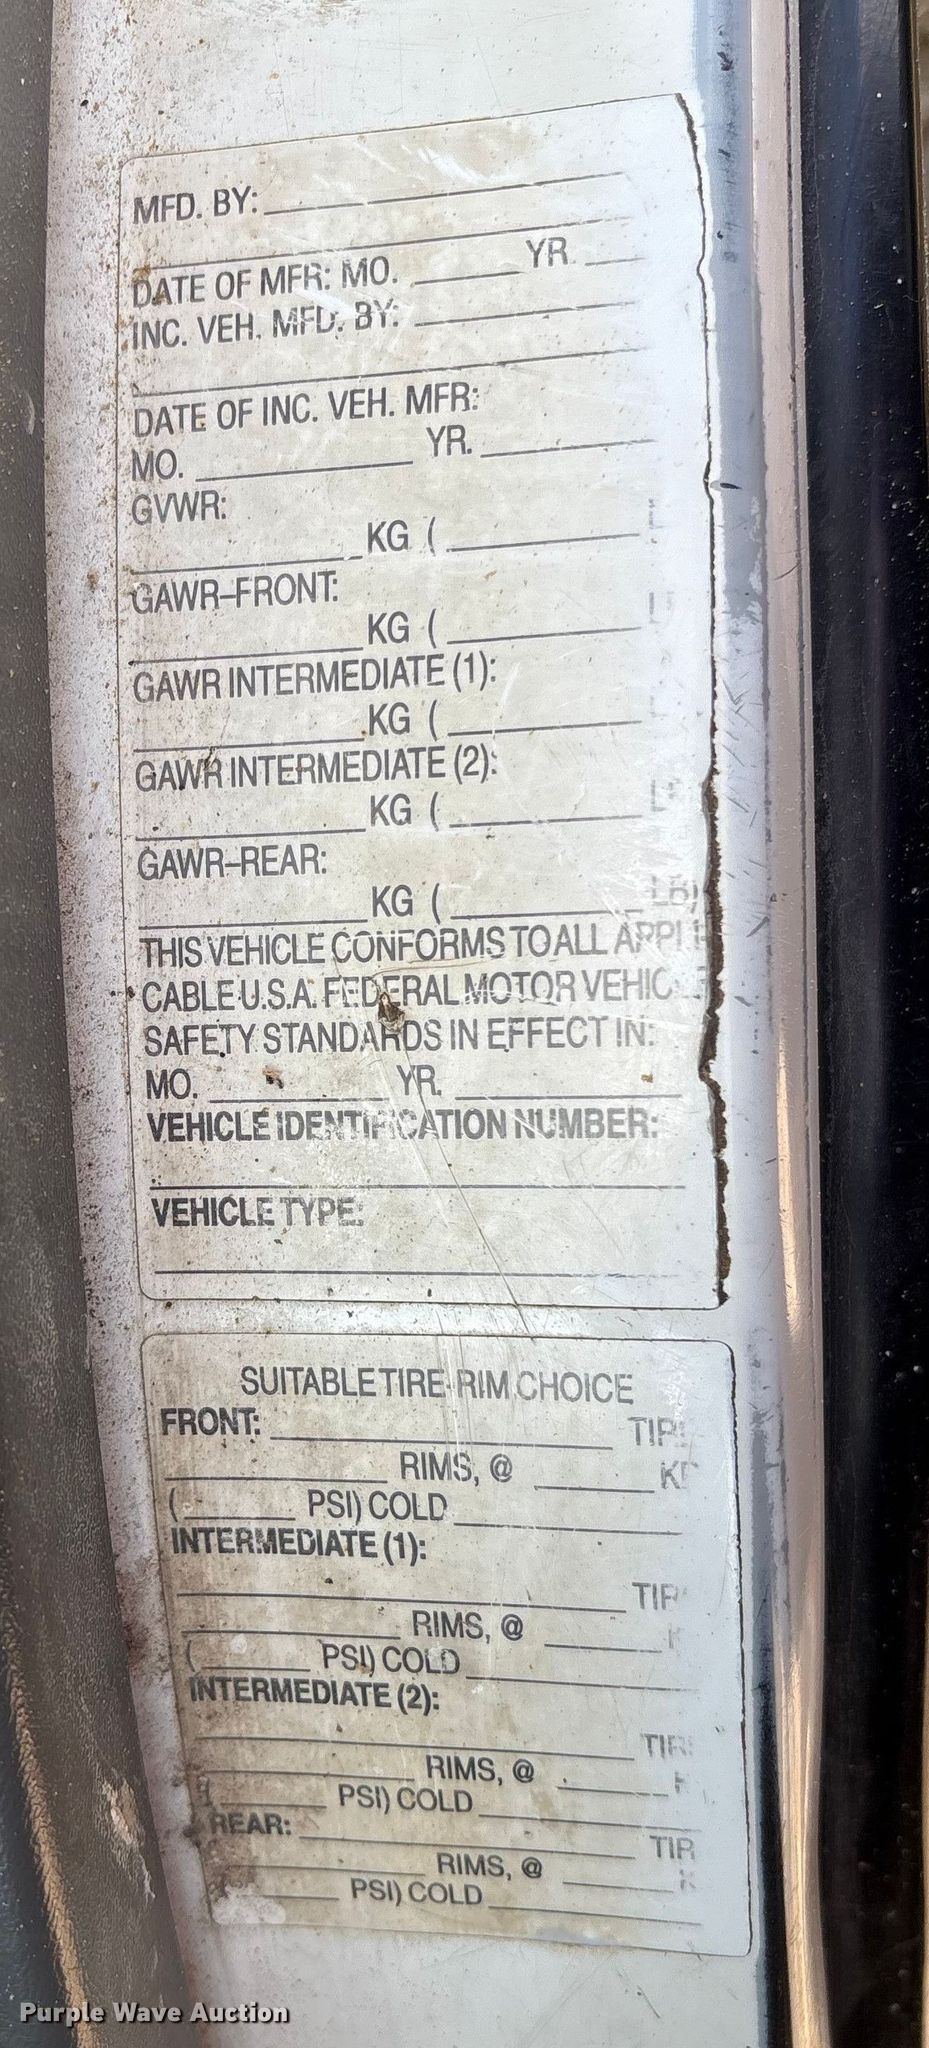 MFD. BY:
DATE OF MFR: MO. YR.
INC. VEH. MFD. BY:
DATE OF INC. VEH. MFR:
MO. YR.
GVWR:
KG (
GAWR-FRONT:
KG (
GAWR INTERMEDIATE (1):
KG (
GAWR INTERMEDIATE (2):
KG (
GAWR-REAR:
KG ( LB)
THIS VEHICLE CONFORMS TO ALL
CABLE U.S.A. FEDERAL MOTOR
SAFETY STANDARDS IN EFFECT IN:
MO. YR.
VEHICLE IDENTIFICATION NUMBER:
VEHICLE TYPE:
SUITABLE TIRE-RIM CHOICE
FRONT:
RIMS, @
( PSI) COLD
INTERMEDIATE (1):
RIMS, @
( PSI) COLD
INTERMEDIATE (2):
RIMS, @
( PSI) COLD
REAR:
RIMS, @
PSI) COLD
Purple Wave Auction